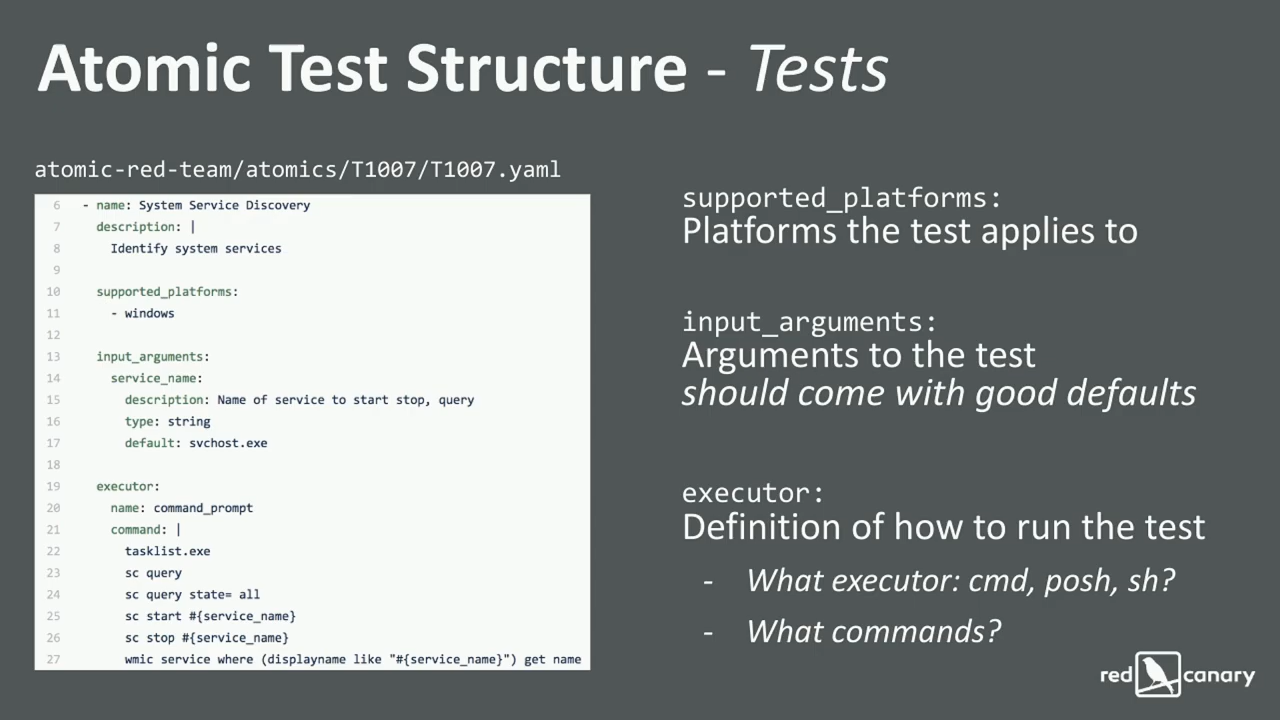 Atomic Test Structure - Tests
atomic-red-team/atomics/T1007/T1007.yaml
6 - name: System Service Discovery
7 description: |
8 Identify system services
9
10 supported_platforms:
11 - windows
12
13 input_arguments:
14 service_name:
15 description: Name of service to start stop, query
16 type: string
17 default: svchost.exe
18
19 executor:
20 name: command_prompt
21 command: |
22 tasklist.exe
23 sc query
24 sc query state= all
25 sc start #{service_name}
26 sc stop #{service_name}
27 wmic service where (displayname like "#{service_name}") get name
supported_platforms:
Platforms the test applies to
input_arguments:
Arguments to the test
should come with good defaults
executor:
Definition of how to run the test
- What executor: cmd, posh, sh?
- What commands?
red canary